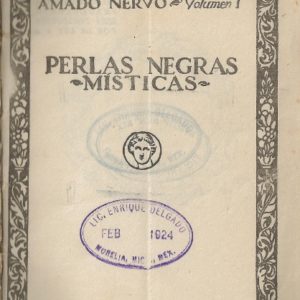 AMADO NERVO Volumen I
PERLAS NEGRAS
-MÍSTICAS-
LIC. ENRIQUE DELGADO
FEB 1924
MORELIA, MICH. MEX.